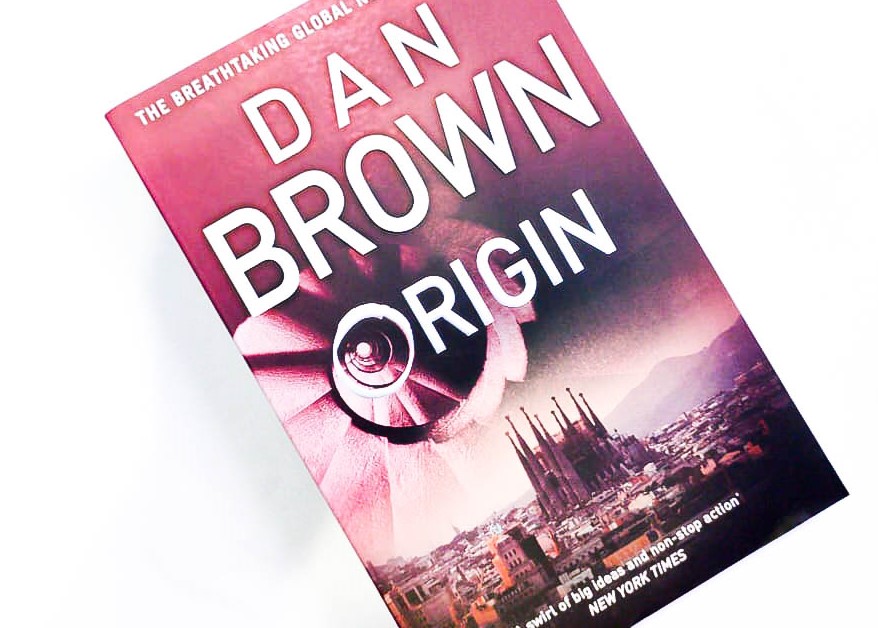 THE BREATHTAKING GLOBAL
DAN
BROWN
ORIGIN
swirl of big ideas and non-stop action'
NEW YORK TIMES